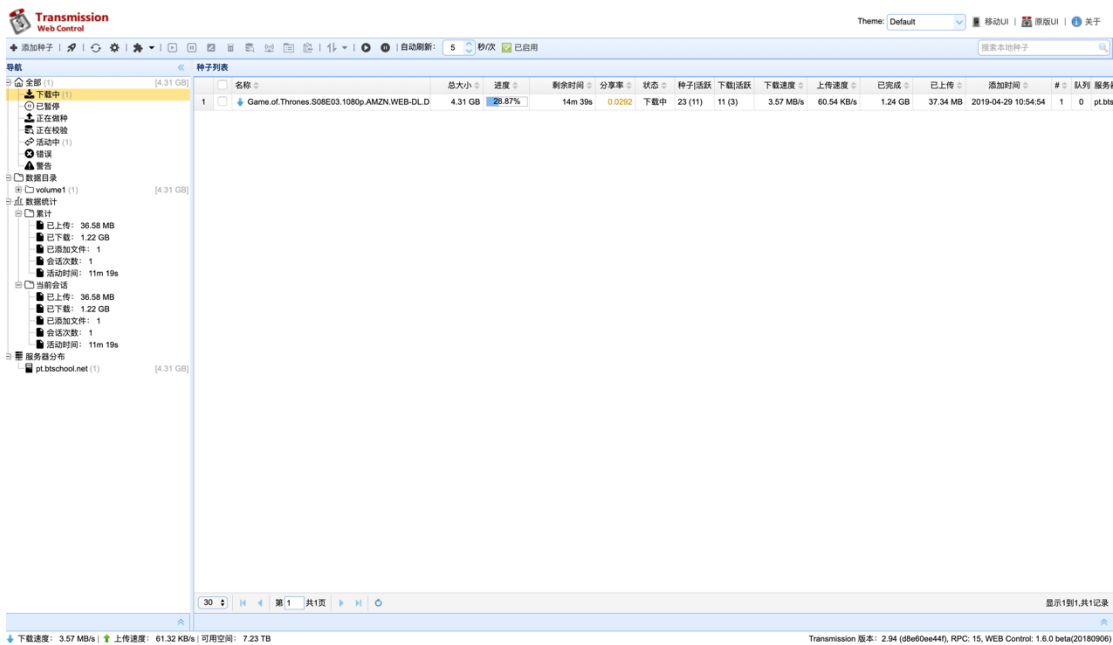 Transmission
Web Control
Theme: Default 移动UI | 原版UI | 关于
添加种子 | 自动刷新: 5 秒/次 已启用 搜索本地种子
导航 种子列表
全部 (1) [4.31 GB]
名称 总大小 进度 剩余时间 分享率 状态 种子|活跃 下载|活跃 下载速度 上传速度 已完成 已上传 添加时间 # 队列 服务器
下载中 (1)
1 Game.of.Thrones.S08E03.1080p.AMZN.WEB-DL.D 4.31 GB 28.87% 14m 39s 0.0292 下载中 23 (11) 11 (3) 3.57 MB/s 60.54 KB/s 1.24 GB 37.34 MB 2019-04-29 10:54:54 1 0 pt.bts
已暂停
正在做种
正在校验
活动中 (1)
错误
警告
数据目录
volume1 (1) [4.31 GB]
数据统计
累计
已上传: 36.58 MB
已下载: 1.22 GB
已添加文件: 1
会话次数: 1
活动时间: 11m 19s
当前会话
已上传: 36.58 MB
已下载: 1.22 GB
已添加文件: 1
会话次数: 1
活动时间: 11m 19s
服务器分布
pt.btschool.net (1) [4.31 GB]
30 第 1 共1页 显示1到1,共1记录
下载速度: 3.57 MB/s | 上传速度: 61.32 KB/s | 可用空间: 7.23 TB Transmission 版本: 2.94 (d8e60ee44f), RPC: 15, WEB Control: 1.6.0 beta(20180906)